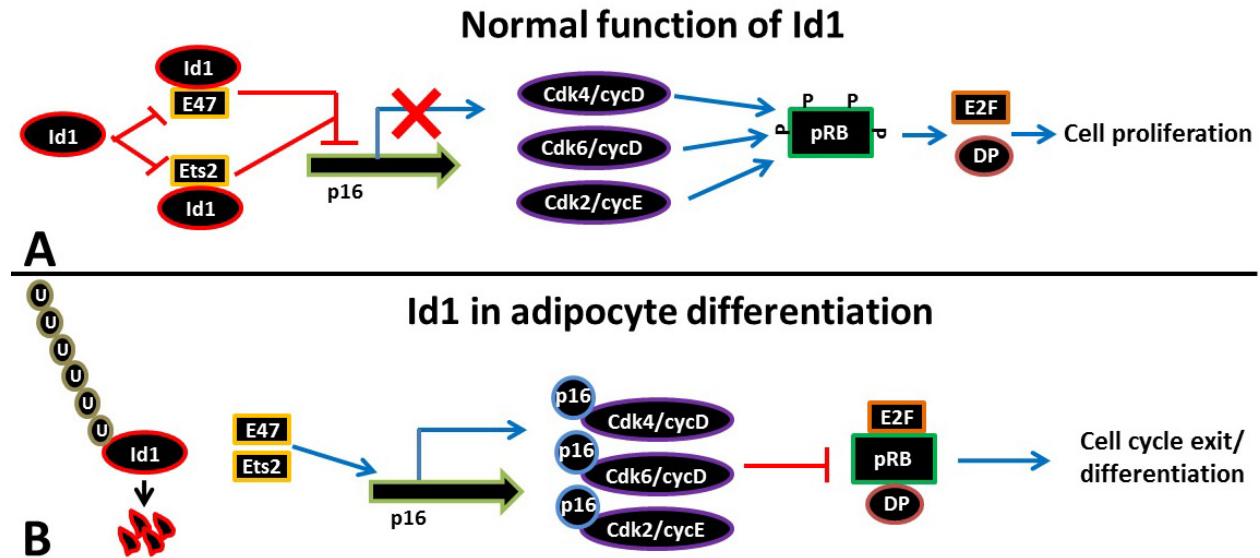 Normal function of Id1
Id1
E47
Id1
Ets2
Id1
p16
Cdk4/cycD
Cdk6/cycD
Cdk2/cycE
P P
P
pRB
P
E2F
DP
Cell proliferation
A
Id1 in adipocyte differentiation
U
U
U
U
U
U
Id1
E47
Ets2
p16
p16
Cdk4/cycD
p16
Cdk6/cycD
p16
Cdk2/cycE
E2F
pRB
DP
Cell cycle exit/
differentiation
B